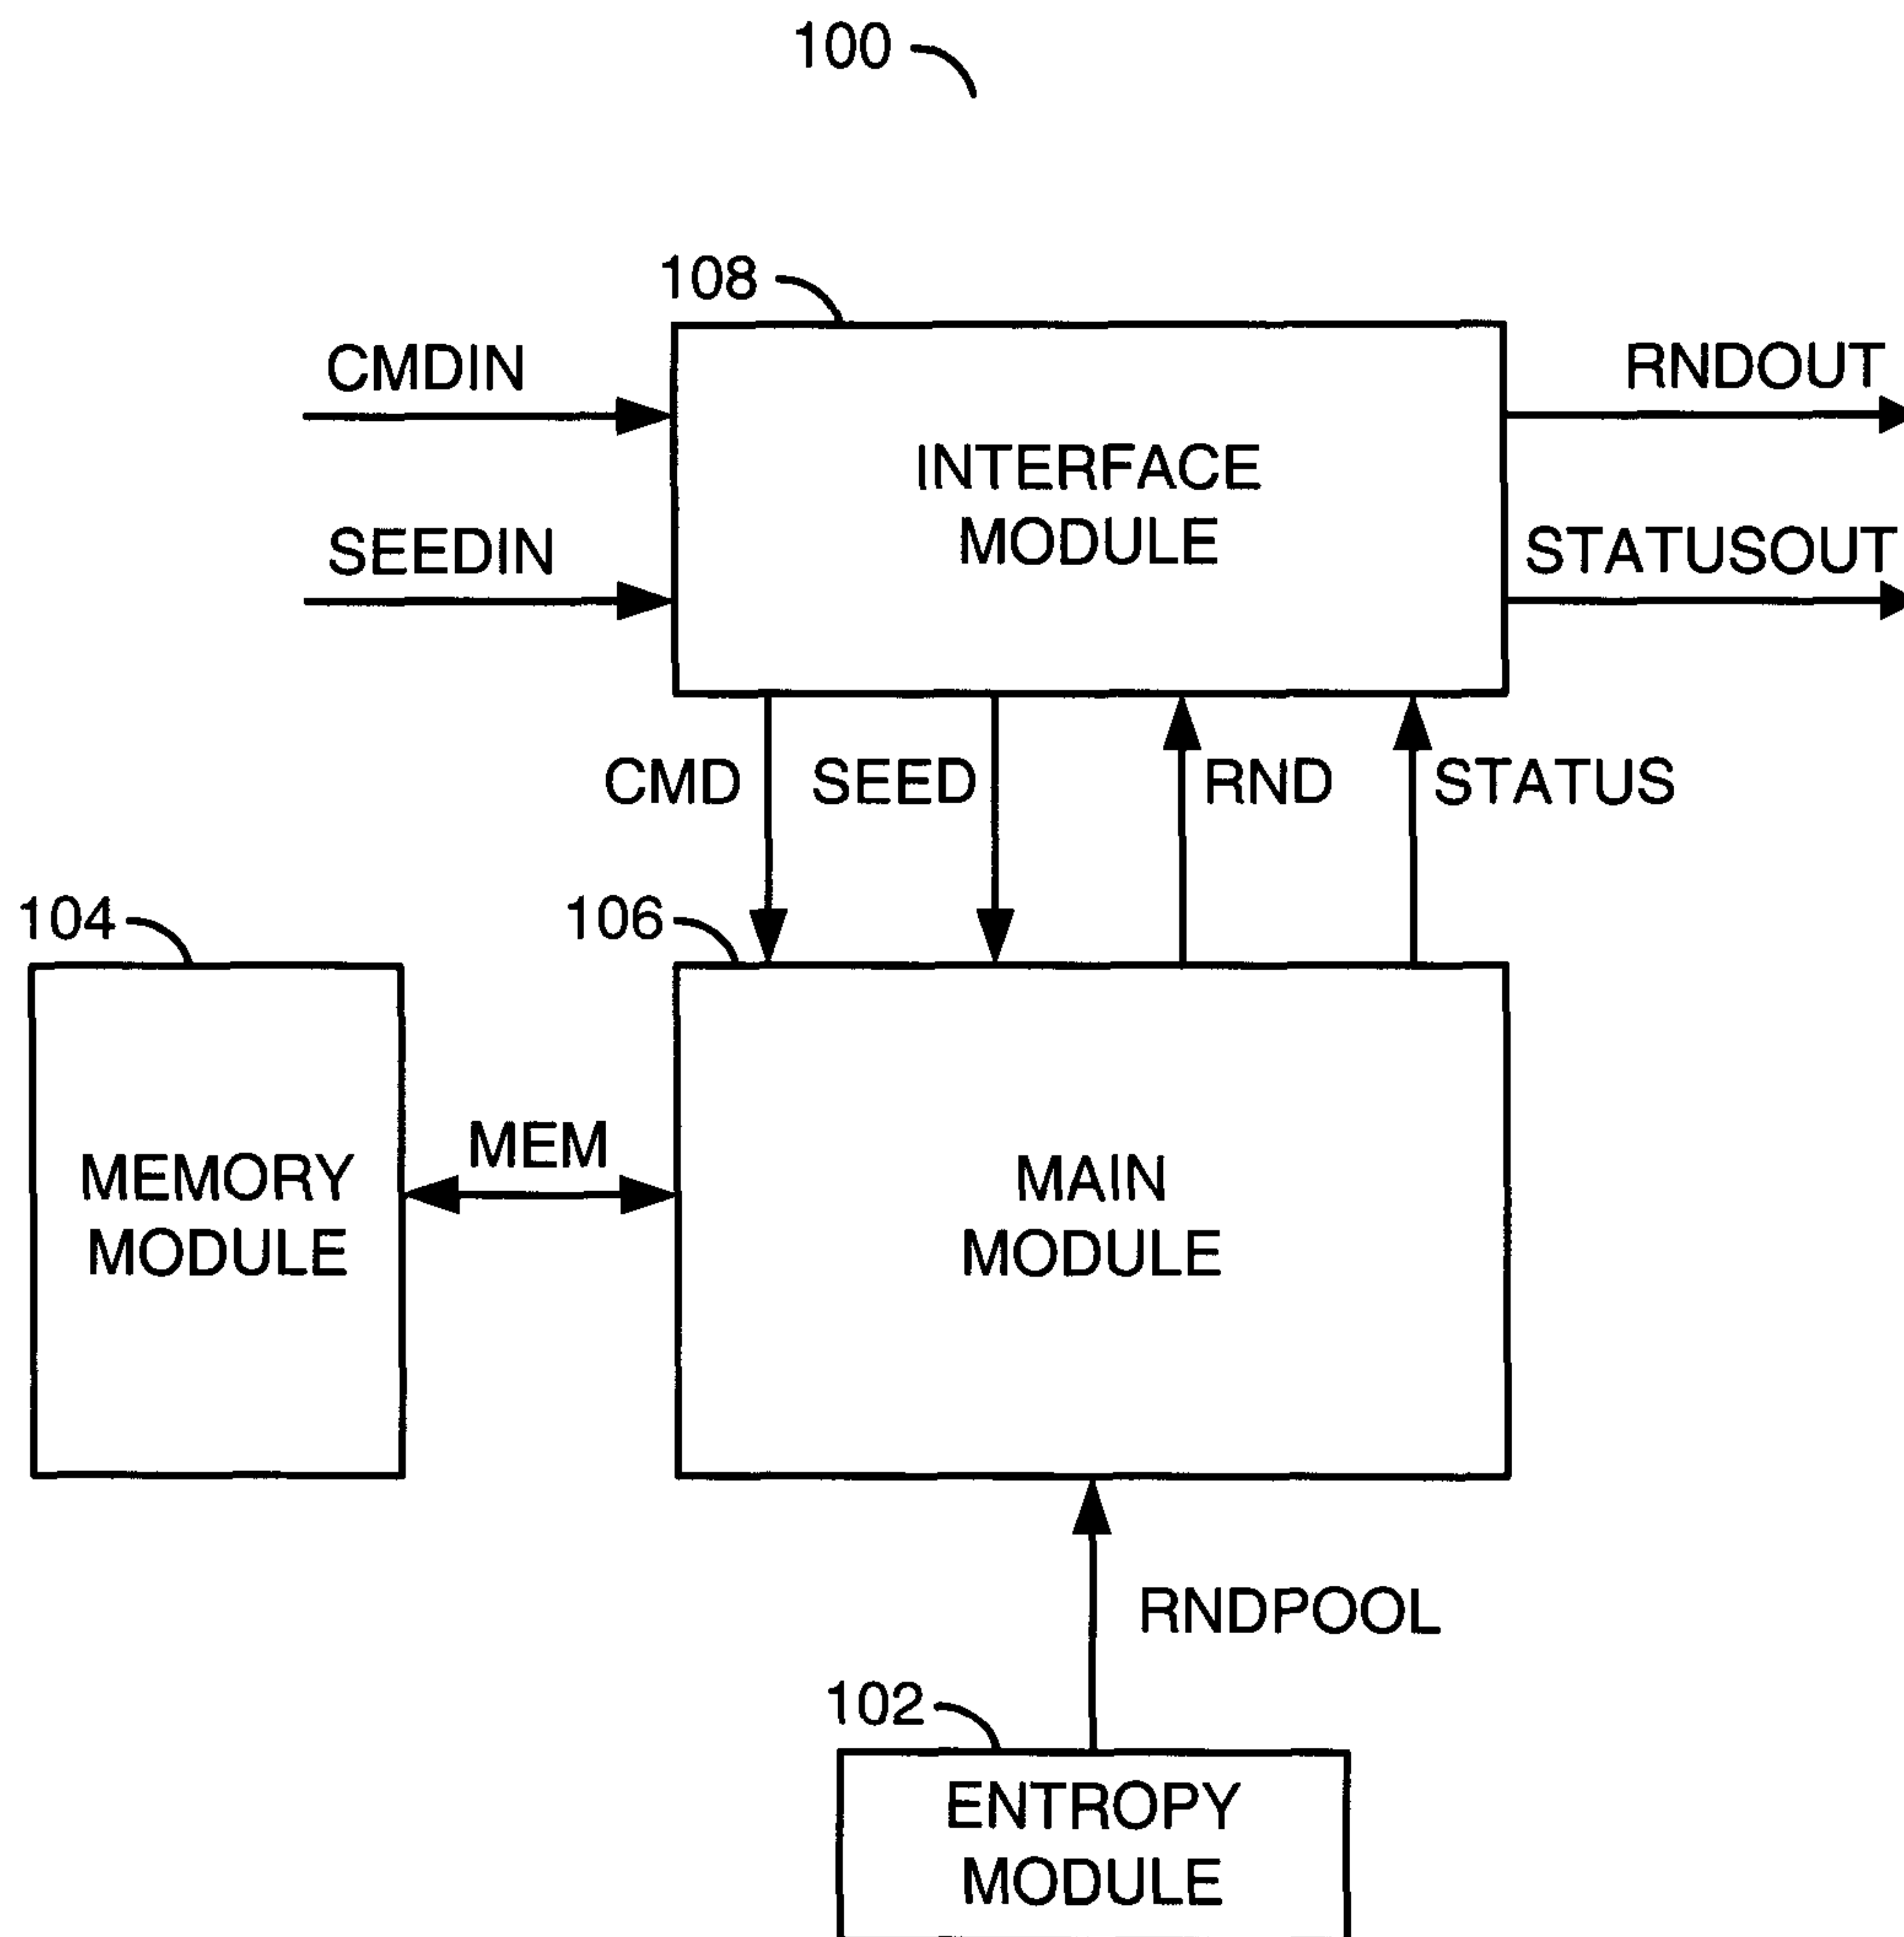 100
108
CMDIN
RNDOUT
INTERFACE
MODULE
SEEDIN
STATUSOUT
CMD
SEED
RND
STATUS
104
106
MEM
MEMORY
MODULE
MAIN
MODULE
RNDPOOL
102
ENTROPY
MODULE